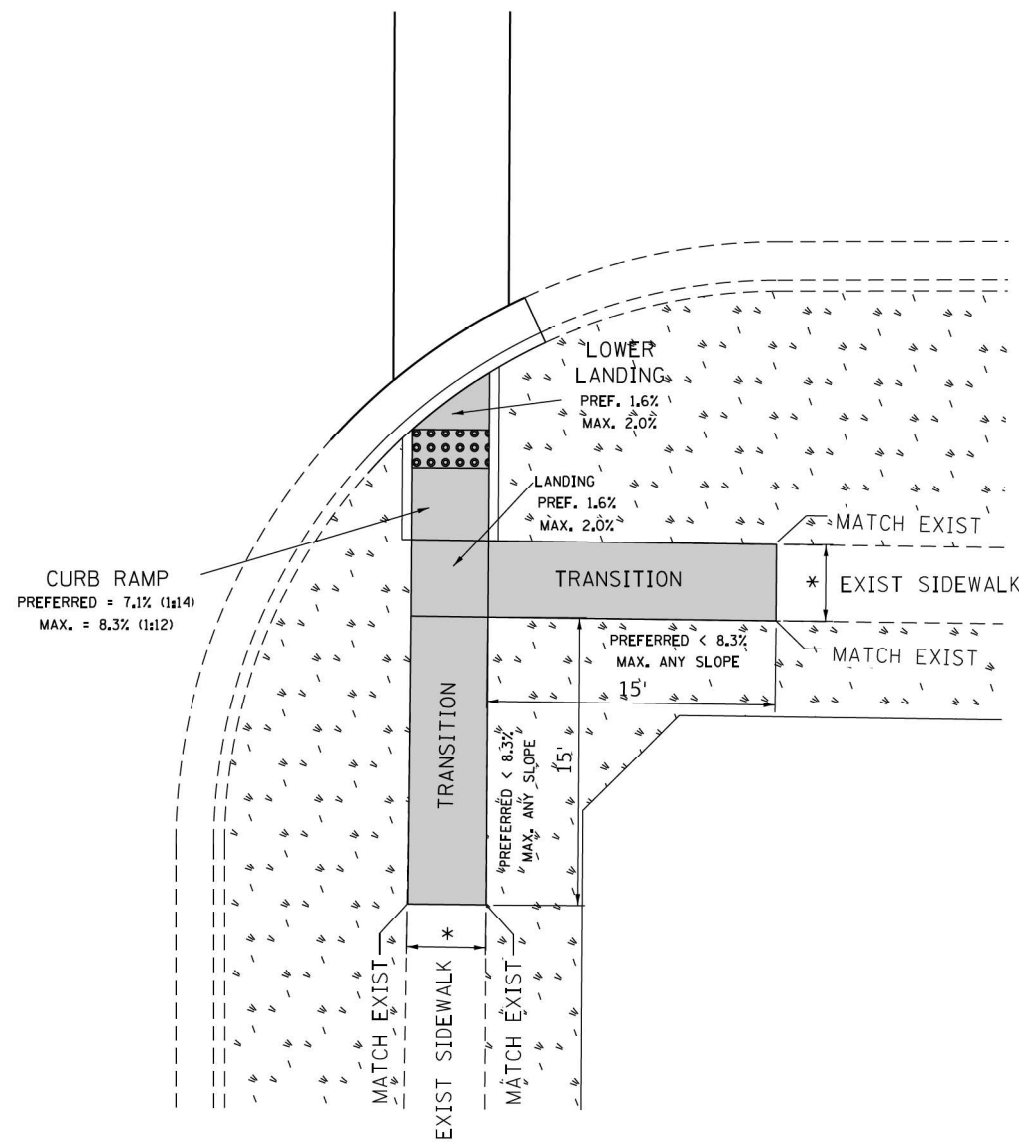 LOWER
LANDING
PREF. 1.6%
MAX. 2.0%
LANDING
PREF. 1.6%
MAX. 2.0%
MATCH EXIST
CURB RAMP
PREFERRED = 7.1% (1:14)
MAX. = 8.3% (1:12)
TRANSITION
* EXIST SIDEWALK
PREFERRED < 8.3%
MAX. ANY SLOPE
MATCH EXIST
15'
TRANSITION
PREFERRED < 8.3%
MAX. ANY SLOPE
15'
*
MATCH EXIST
EXIST SIDEWALK
MATCH EXIST